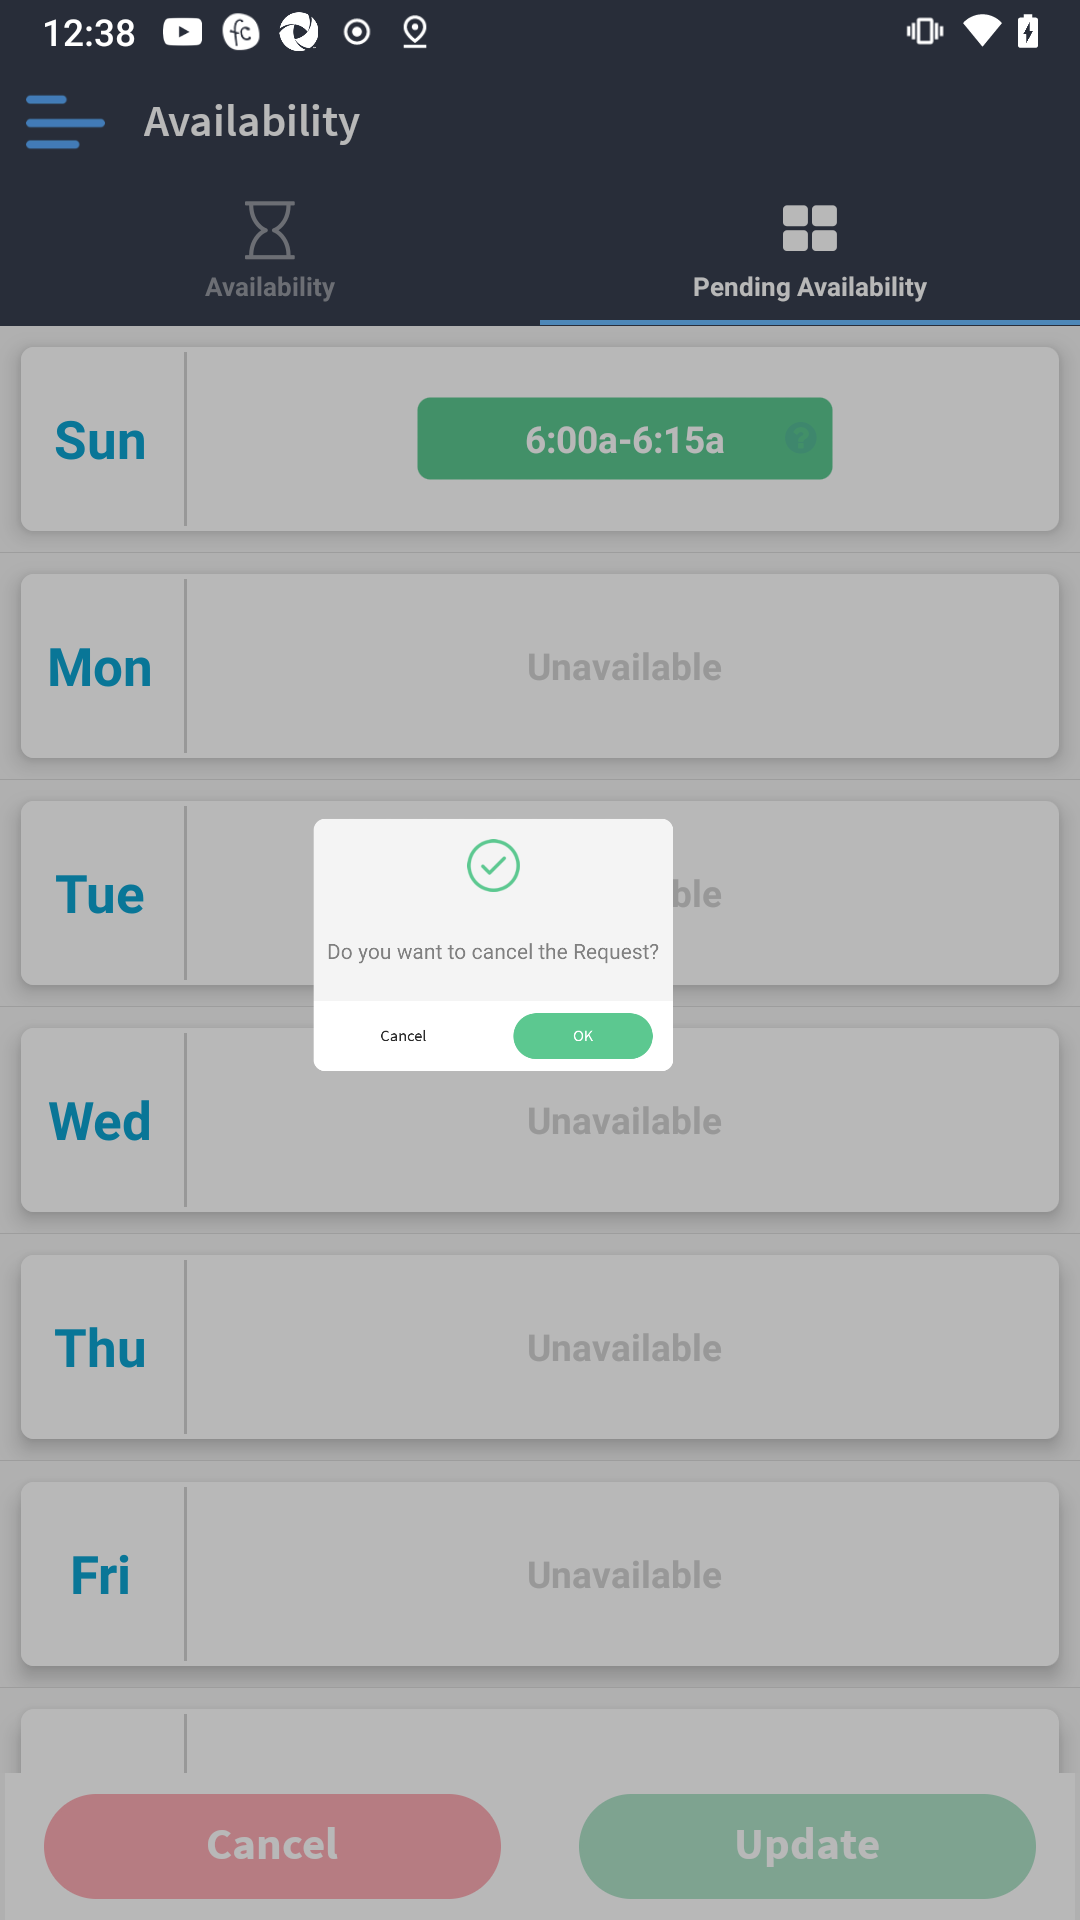 12:38
fc
Availability
Availability
Pending Availability
Sun
6:00a-6:15a
?
Mon
Unavailable
Tue
ble
Do you want to cancel the Request?
Cancel
OK
Wed
Unavailable
Thu
Unavailable
Fri
Unavailable
Cancel
Update